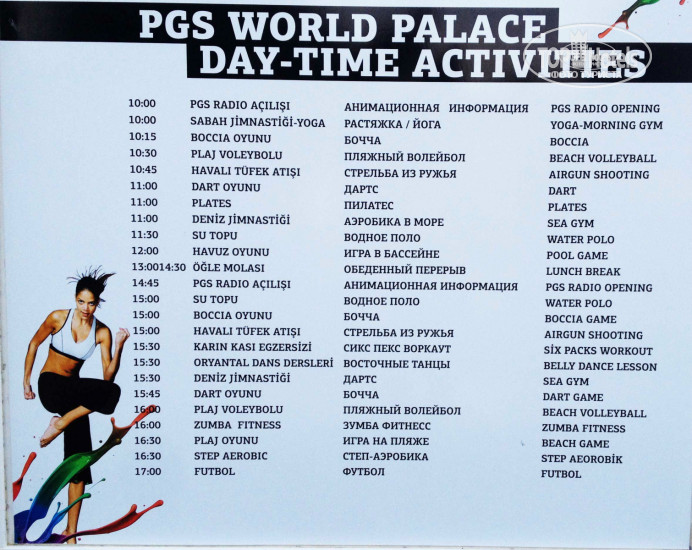 PGS WORLD PALACE
DAY-TIME ACTIVITIES
10:00 PGS RADIO AÇILIŞI АНИМАЦИОННАЯ ИНФОРМАЦИЯ PGS RADIO OPENING
10:00 SABAH JİMNASTİĞİ-YOGA РАСТЯЖКА / ЙОГА YOGA-MORNING GYM
10:15 BOCCIA OYUNU БОЧЧА BOCCIA
10:30 PLAJ VOLEYBOLU ПЛЯЖНЫЙ ВОЛЕЙБОЛ BEACH VOLLEYBALL
10:45 HAVALI TÜFEK ATIŞI СТРЕЛЬБА ИЗ РУЖЬЯ AIRGUN SHOOTING
11:00 DART OYUNU ДАРТС DART
11:00 PLATES ПИЛАТЕС PLATES
11:00 DENİZ JİMNASTİĞİ АЭРОБИКА В МОРЕ SEA GYM
11:30 SU TOPU ВОДНОЕ ПОЛО WATER POLO
12:00 HAVUZ OYUNU ИГРА В БАССЕЙНЕ POOL GAME
13:0014:30 ÖĞLE MOLASI ОБЕДЕННЫЙ ПЕРЕРЫВ LUNCH BREAK
14:45 PGS RADIO AÇILIŞI АНИМАЦИОННАЯ ИНФОРМАЦИЯ PGS RADIO OPENING
15:00 SU TOPU ВОДНОЕ ПОЛО WATER POLO
15:00 BOCCIA OYUNU БОЧЧА BOCCIA GAME
15:00 HAVALI TÜFEK ATIŞI СТРЕЛЬБА ИЗ РУЖЬЯ AIRGUN SHOOTING
15:30 KARIN KASI EGZERSİZİ СИКС ПЕКС ВОРКАУТ SİX PACKS WORKOUT
15:30 ORYANTAL DANS DERSLERİ ВОСТОЧНЫЕ ТАНЦЫ BELLY DANCE LESSON
15:30 DENİZ JİMNASTİĞİ ДАРТС SEA GYM
15:45 DART OYUNU БОЧЧА DART GAME
16:00 PLAJ VOLEYBOLU ПЛЯЖНЫЙ ВОЛЕЙБОЛ BEACH VOLLEYBALL
16:00 ZUMBA FITNESS ЗУМБА ФИТНЕСС ZUMBA FITNESS
16:30 PLAJ OYUNU ИГРА НА ПЛЯЖЕ BEACH GAME
16:30 STEP AEROBIC СТЕП-АЭРОБИКА STEP AEOROBİK
17:00 FUTBOL ФУТБОЛ FUTBOL